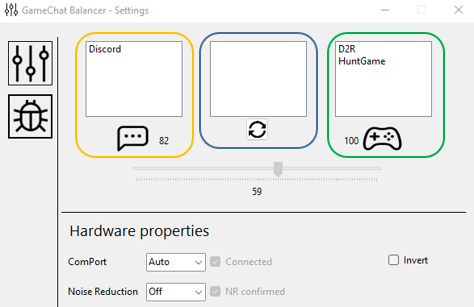 GameChat Balancer - Settings
Discord
D2R
HuntGame
82
100
59
Hardware properties
ComPort
Auto
Connected
Invert
Noise Reduction
Off
NR confirmed